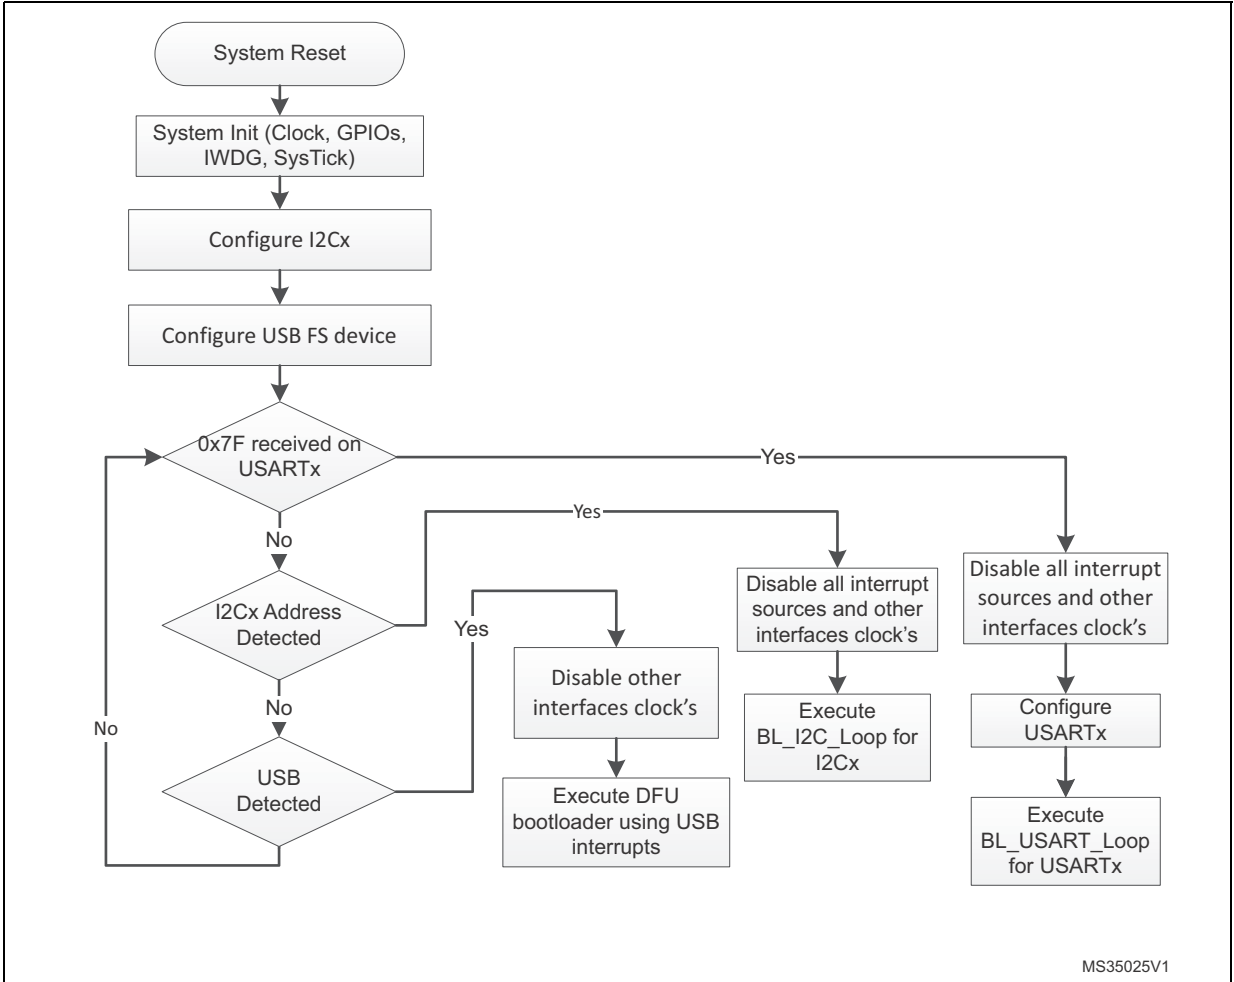 System Reset
System Init (Clock, GPIOs,
IWDG, SysTick)
Configure I2Cx
Configure USB FS device
0x7F received on
USARTx
Yes
No
Yes
I2Cx Address
Detected
Yes
No
No
USB
Detected
Disable other
interfaces clock’s
Execute DFU
bootloader using USB
interrupts
Disable all interrupt
sources and other
interfaces clock’s
Execute
BL_I2C_Loop for
I2Cx
Disable all interrupt
sources and other
interfaces clock’s
Configure
USARTx
Execute
BL_USART_Loop
for USARTx
MS35025V1